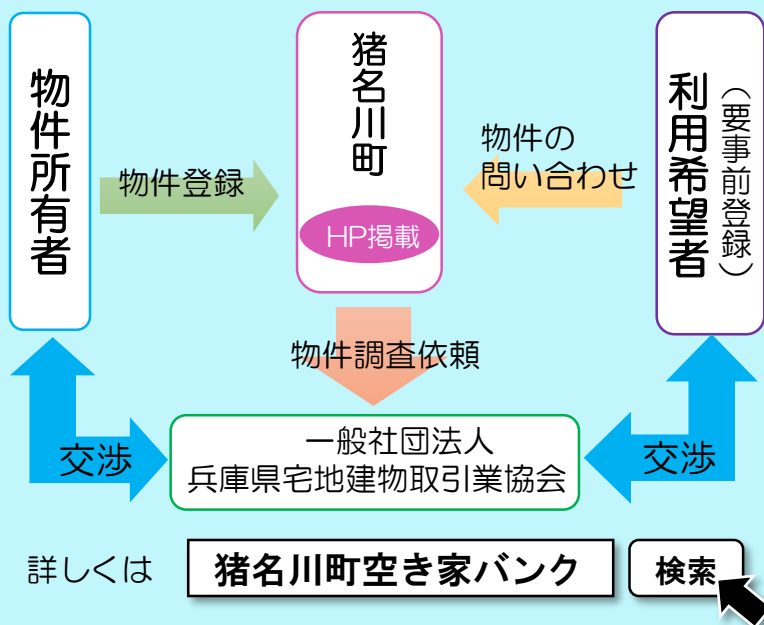 物件所有者
物件登録
猪名川町
HP掲載
物件の
問い合わせ
利用希望者
（要事前登録）
物件調査依頼
交渉
一般社団法人
兵庫県宅地建物取引業協会
交渉
詳しくは
猪名川町空き家バンク
検索